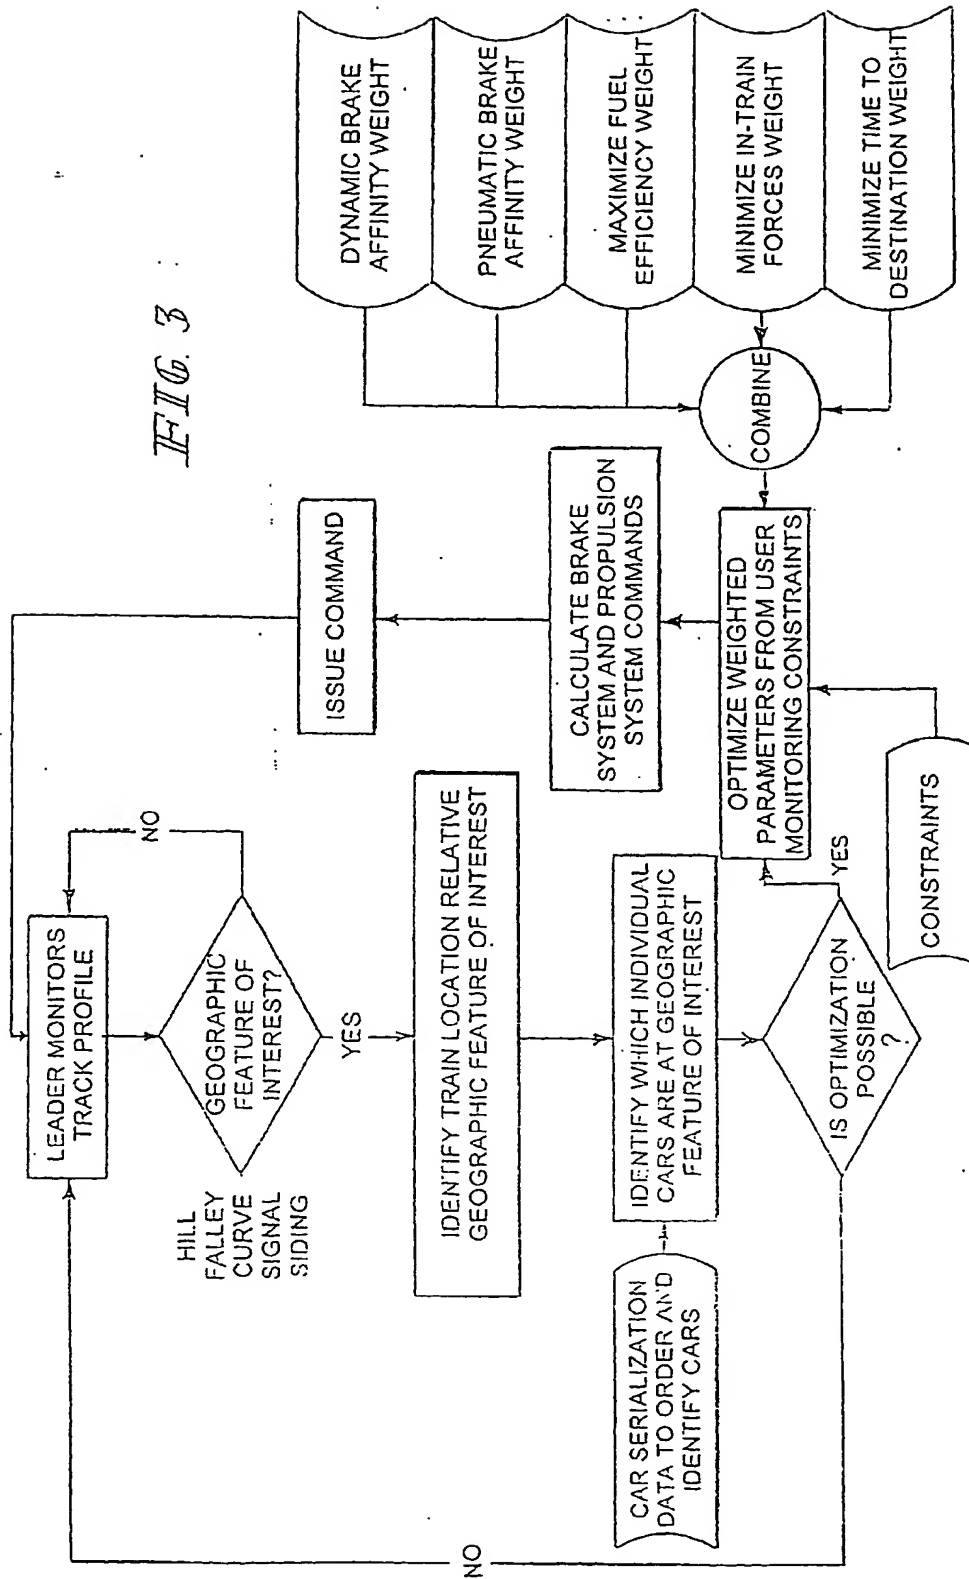 FIG. 3
LEADER MONITORS
TRACK PROFILE
NO
GEOGRAPHIC
FEATURE OF
INTEREST?
HILL
FALLEY
CURVE
SIGNAL
SIDING
YES
IDENTIFY TRAIN LOCATION RELATIVE
GEOGRAPHIC FEATURE OF INTEREST
CAR SERIALIZATION
DATA TO ORDER AND
IDENTIFY CARS
IDENTIFY WHICH INDIVIDUAL
CARS ARE AT GEOGRAPHIC
FEATURE OF INTEREST
IS OPTIMIZATION
POSSIBLE
?
NO
YES
CONSTRAINTS
OPTIMIZE WEIGHTED
PARAMETERS FROM USER
MONITORING CONSTRAINTS
CALCULATE BRAKE
SYSTEM AND PROPULSION
SYSTEM COMMANDS
ISSUE COMMAND
COMBINE
DYNAMIC BRAKE
AFFINITY WEIGHT
PNEUMATIC BRAKE
AFFINITY WEIGHT
MAXIMIZE FUEL
EFFICIENCY WEIGHT
MINIMIZE IN-TRAIN
FORCES WEIGHT
MINIMIZE TIME TO
DESTINATION WEIGHT